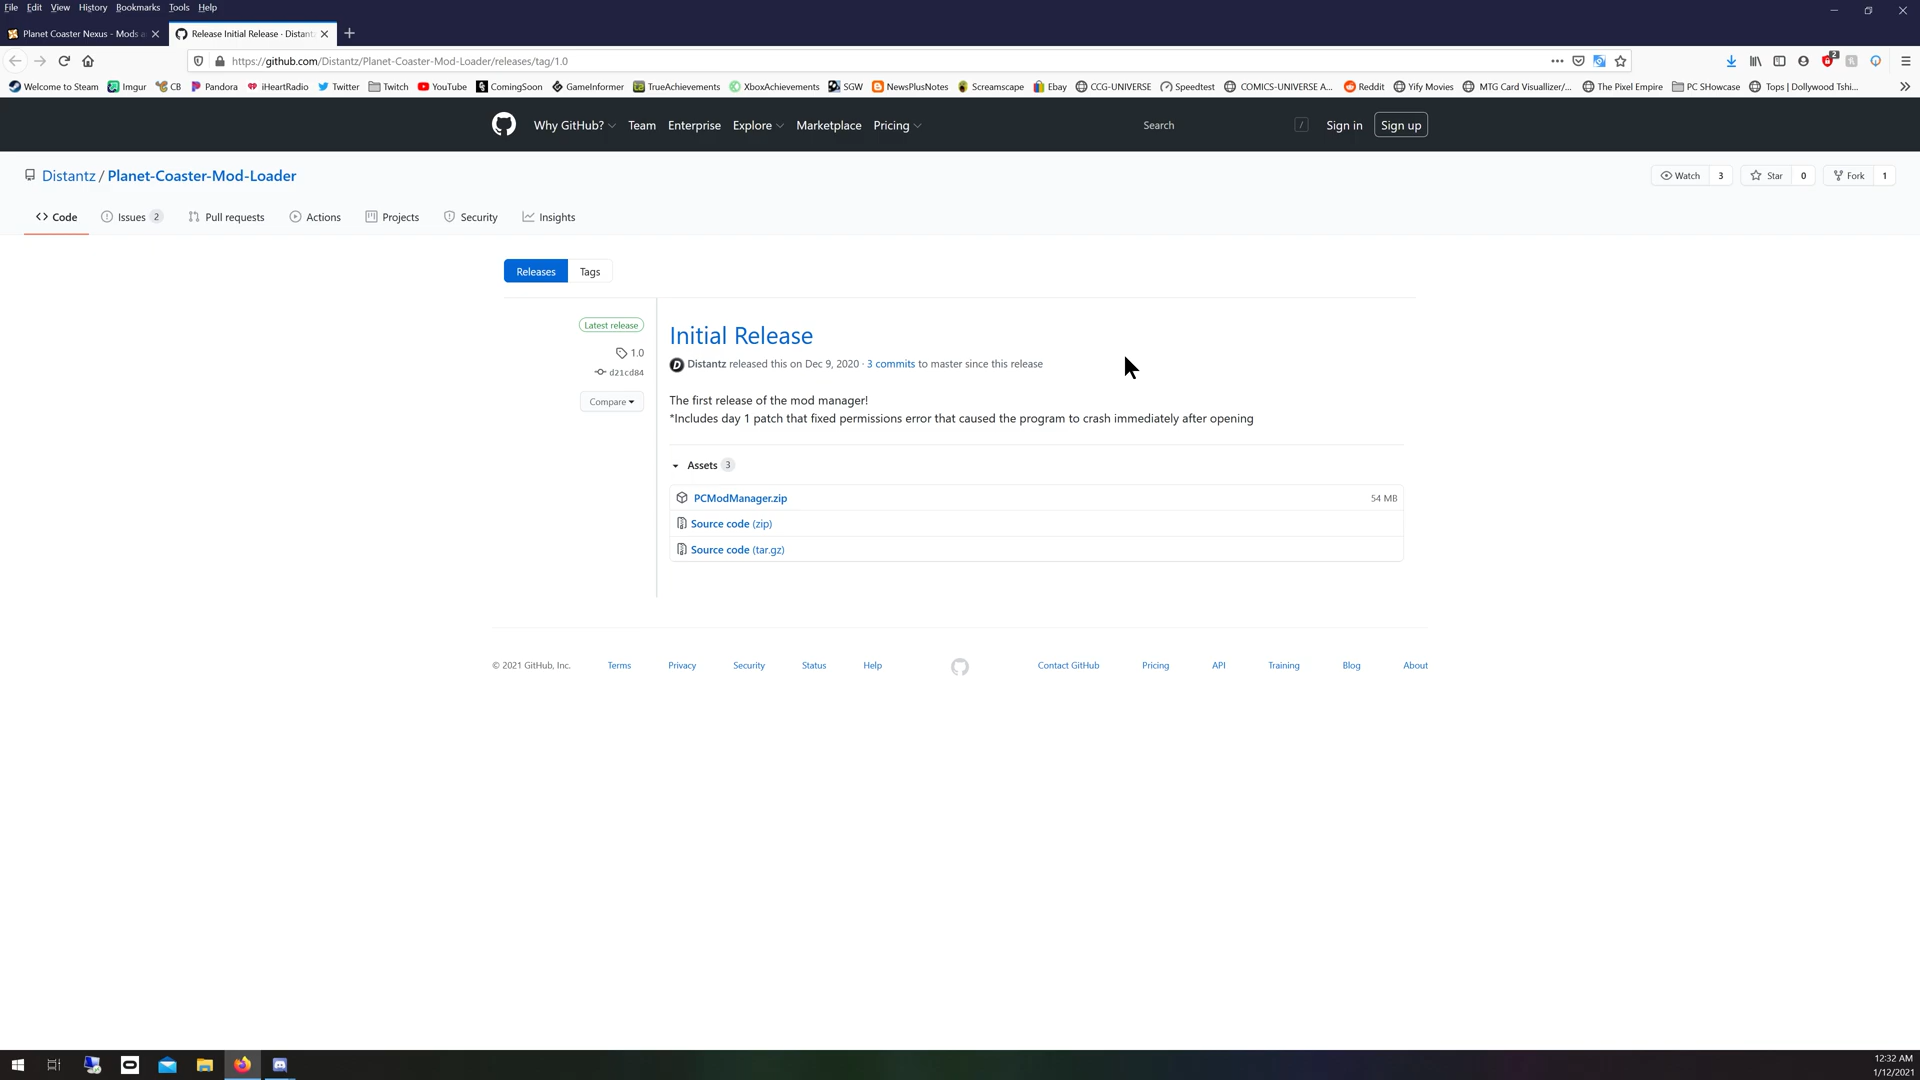 File Edit View History Bookmarks Tools Help
Planet Coaster Nexus - Mods a
Release Initial Release · Distant
https://github.com/Distantz/Planet-Coaster-Mod-Loader/releases/tag/1.0
2
Welcome to Steam Imgur CB Pandora iHeartRadio Twitter Twitch YouTube ComingSoon GameInformer TrueAchievements XboxAchievements SGW NewsPlusNotes Screamscape Ebay CCG-UNIVERSE Speedtest COMICS-UNIVERSE A... Reddit Yify Movies MTG Card Visuallizer/... The Pixel Empire PC SHowcase Tops | Dollywood Tshi...
Why GitHub? Team Enterprise Explore Marketplace Pricing Search / Sign in Sign up
Distantz / Planet-Coaster-Mod-Loader
Watch 3 Star 0 Fork 1
Code Issues 2 Pull requests Actions Projects Security Insights
Releases Tags
Latest release
1.0
d21cd84
Compare
Initial Release
Distantz released this on Dec 9, 2020 · 3 commits to master since this release
The first release of the mod manager!
*Includes day 1 patch that fixed permissions error that caused the program to crash immediately after opening
Assets 3
PCModManager.zip 54 MB
Source code (zip)
Source code (tar.gz)
© 2021 GitHub, Inc. Terms Privacy Security Status Help Contact GitHub Pricing API Training Blog About
12:32 AM
1/12/2021